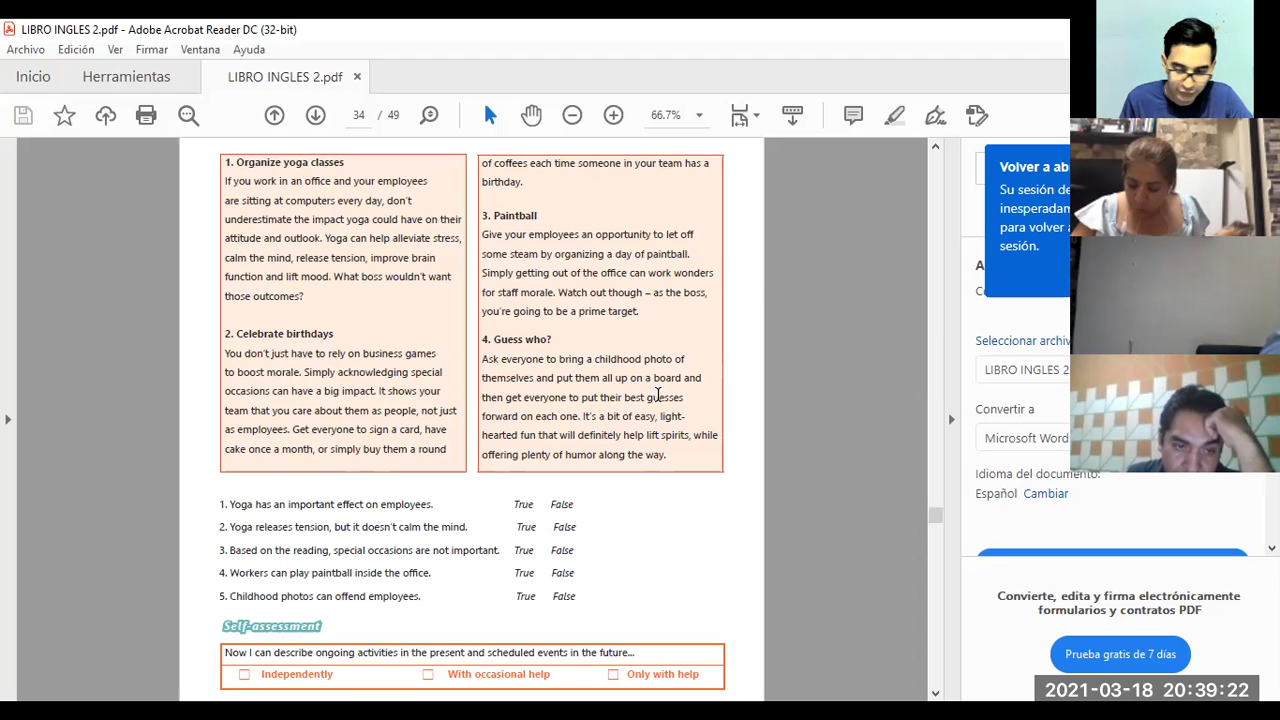 LIBRO INGLES 2.pdf - Adobe Acrobat Reader DC (32-bit)
Archivo Edición Ver Firmar Ventana Ayuda
Inicio Herramientas LIBRO INGLES 2.pdf ×
34 / 49 66.7%
1. Organize yoga classes
If you work in an office and your employees
are sitting at computers every day, don't
underestimate the impact yoga could have on their
attitude and outlook. Yoga can help alleviate stress,
calm the mind, release tension, improve brain
function and lift mood. What boss wouldn't want
those outcomes?
2. Celebrate birthdays
You don't just have to rely on business games
to boost morale. Simply acknowledging special
occasions can have a big impact. It shows your
team that you care about them as people, not just
as employees. Get everyone to sign a card, have
cake once a month, or simply buy them a round
of coffees each time someone in your team has a
birthday.
3. Paintball
Give your employees an opportunity to let off
some steam by organizing a day of paintball.
Simply getting out of the office can work wonders
for staff morale. Watch out though – as the boss,
you're going to be a prime target.
4. Guess who?
Ask everyone to bring a childhood photo of
themselves and put them all up on a board and
then get everyone to put their best guesses
forward on each one. It's a bit of easy, light-
hearted fun that will definitely help lift spirits, while
offering plenty of humor along the way.
1. Yoga has an important effect on employees. True False
2. Yoga releases tension, but it doesn't calm the mind. True False
3. Based on the reading, special occasions are not important. True False
4. Workers can play paintball inside the office. True False
5. Childhood photos can offend employees. True False
Self-assessment
Now I can describe ongoing activities in the present and scheduled events in the future...
Independently With occasional help Only with help
Volver a ab
Su sesión de
inesperadam
para volver a
sesión.
Seleccionar archiv
LIBRO INGLES 2
Convertir a
Microsoft Word
Idioma del documento:
Español Cambiar
Convierte, edita y firma electrónicamente
formularios y contratos PDF
Prueba gratis de 7 días
2021-03-18 20:39:22